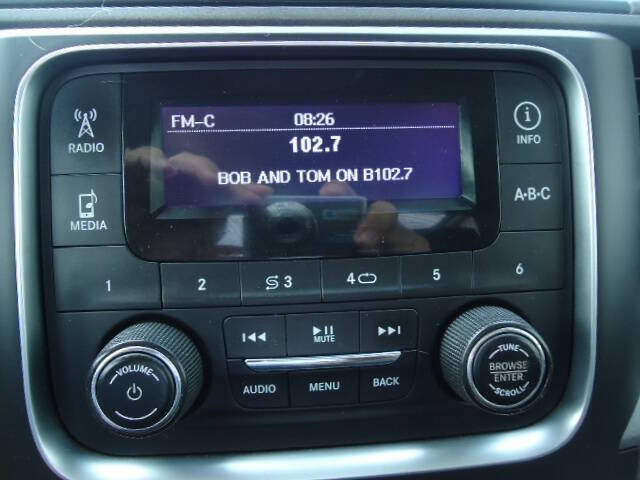 FM-C 08:26
102.7
BOB AND TOM ON B102.7
RADIO
MEDIA
i
INFO
A·B·C
1 2 3 4 5 6
MUTE
AUDIO MENU BACK
VOLUME
TUNE
BROWSE
ENTER
SCROLL